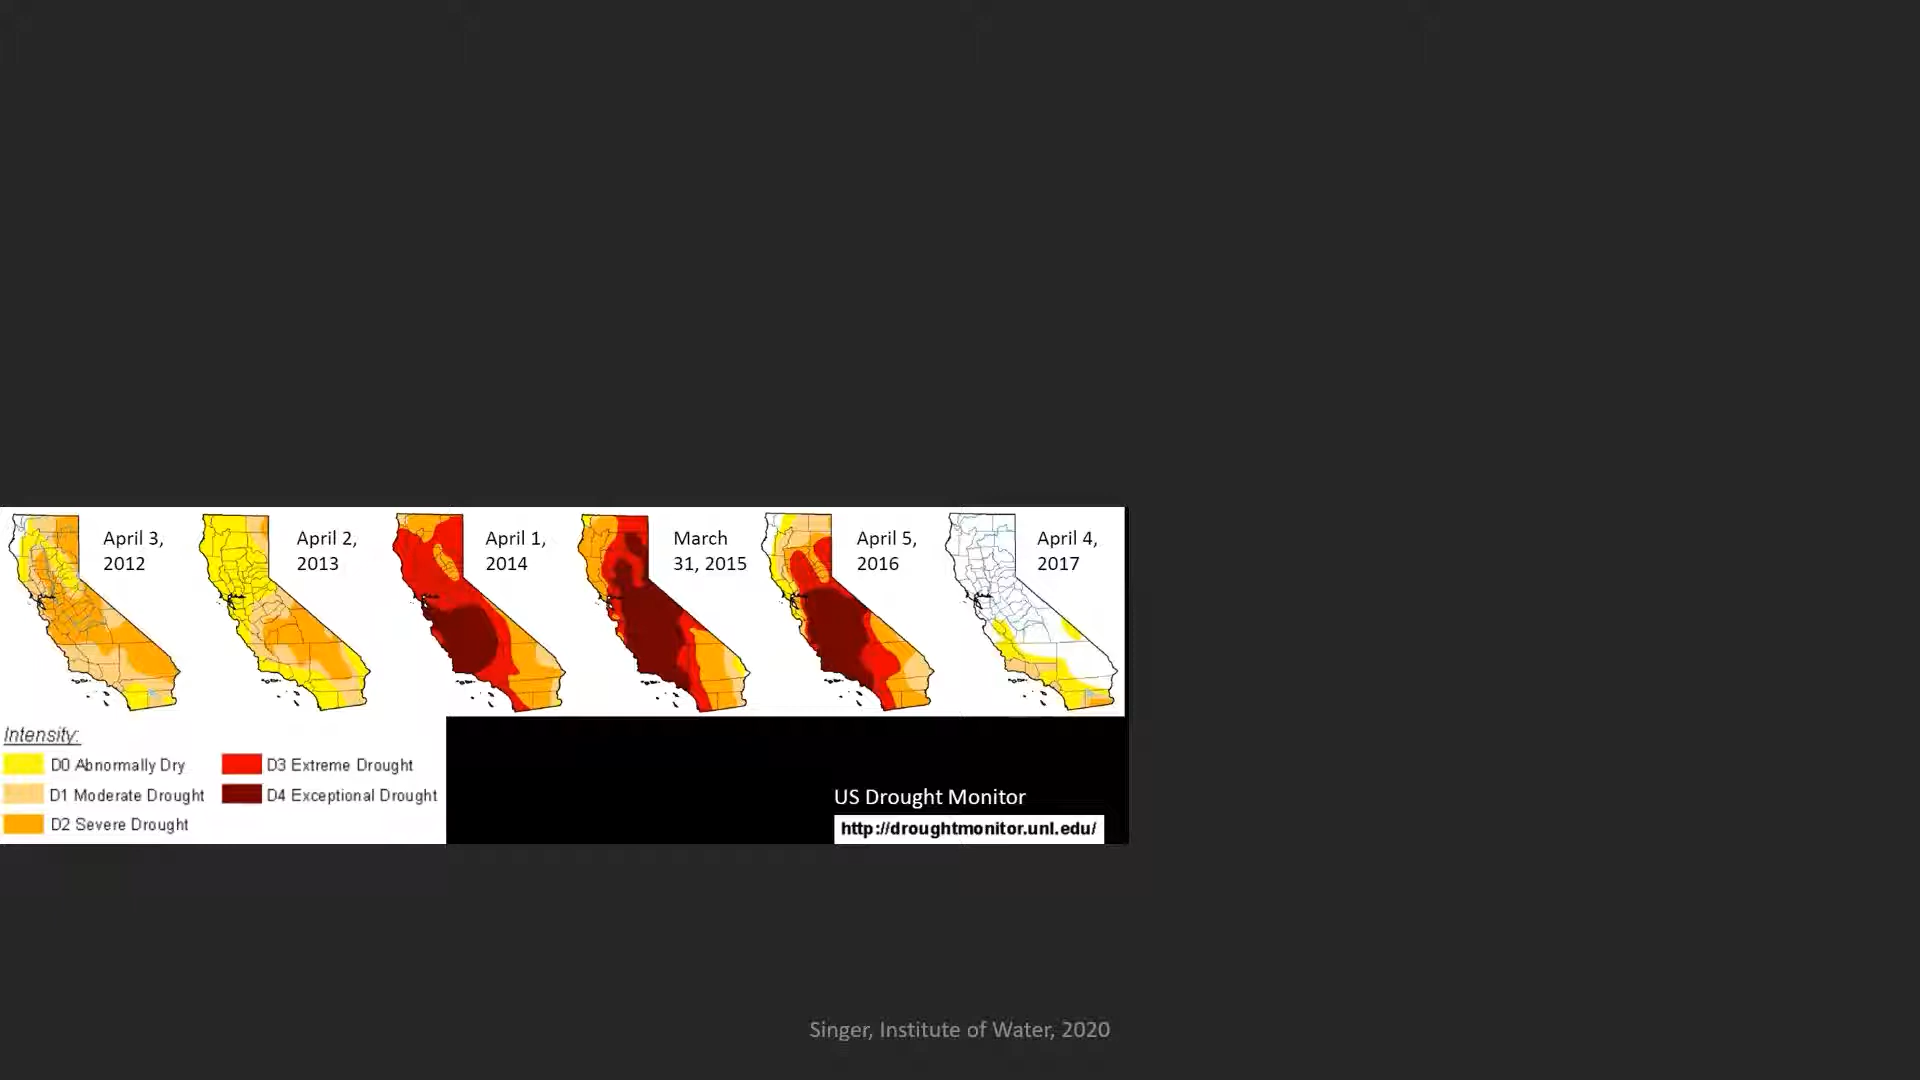 April 3,
2012
April 2,
2013
April 1,
2014
March
31, 2015
April 5,
2016
April 4,
2017
Intensity:
D0 Abnormally Dry
D1 Moderate Drought
D2 Severe Drought
D3 Extreme Drought
D4 Exceptional Drought
US Drought Monitor
http://droughtmonitor.unl.edu/
Singer, Institute of Water, 2020